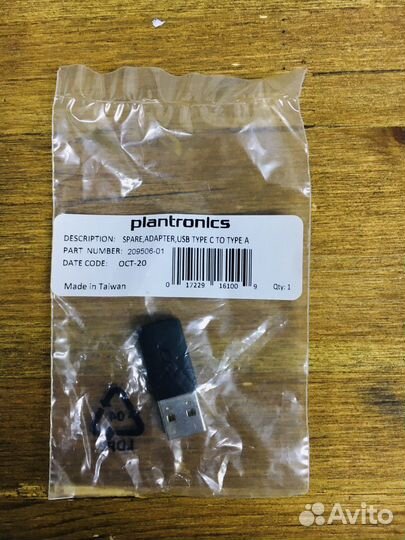 plantronics
DESCRIPTION: SPARE,ADAPTER,USB TYPE C TO TYPE A
PART NUMBER: 209506-01
DATE CODE: OCT-20
Made in Taiwan
0 17229 16100 9
Qty: 1
04
LDPE
Avito